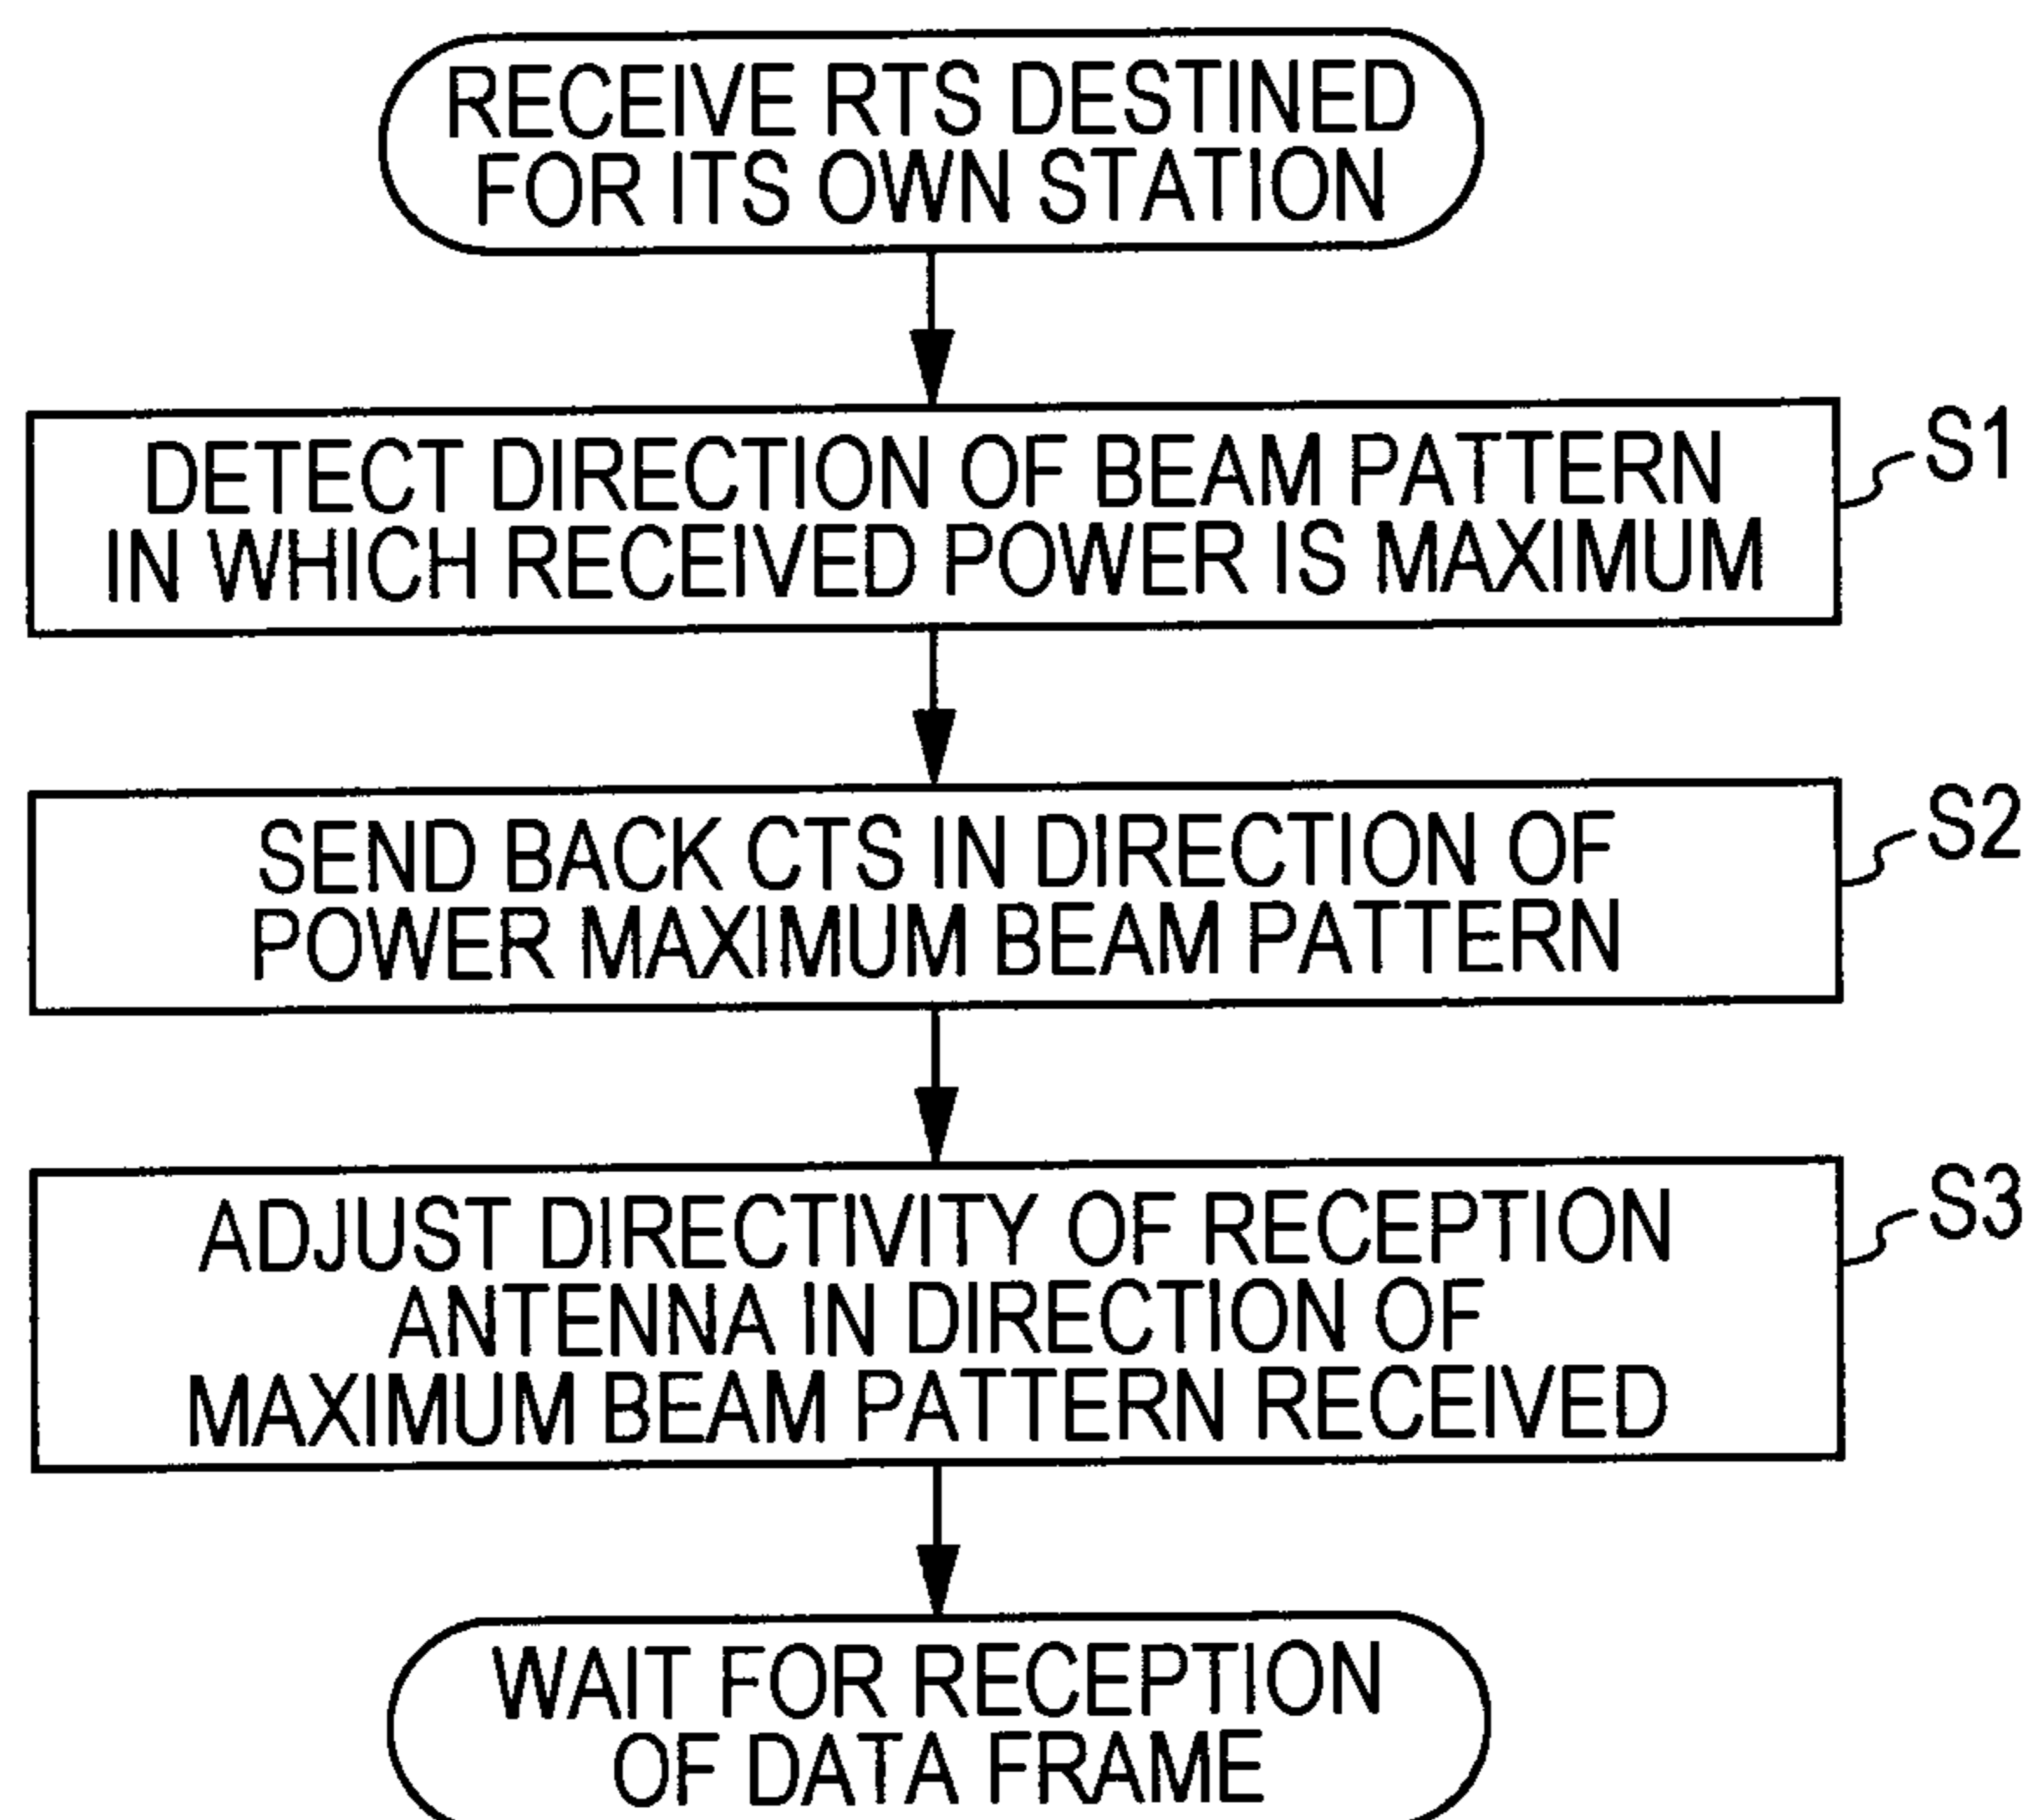 RECEIVE RTS DESTINED
FOR ITS OWN STATION
DETECT DIRECTION OF BEAM PATTERN
IN WHICH RECEIVED POWER IS MAXIMUM
S1
SEND BACK CTS IN DIRECTION OF
POWER MAXIMUM BEAM PATTERN
S2
ADJUST DIRECTIVITY OF RECEPTION
ANTENNA IN DIRECTION OF
MAXIMUM BEAM PATTERN RECEIVED
S3
WAIT FOR RECEPTION
OF DATA FRAME